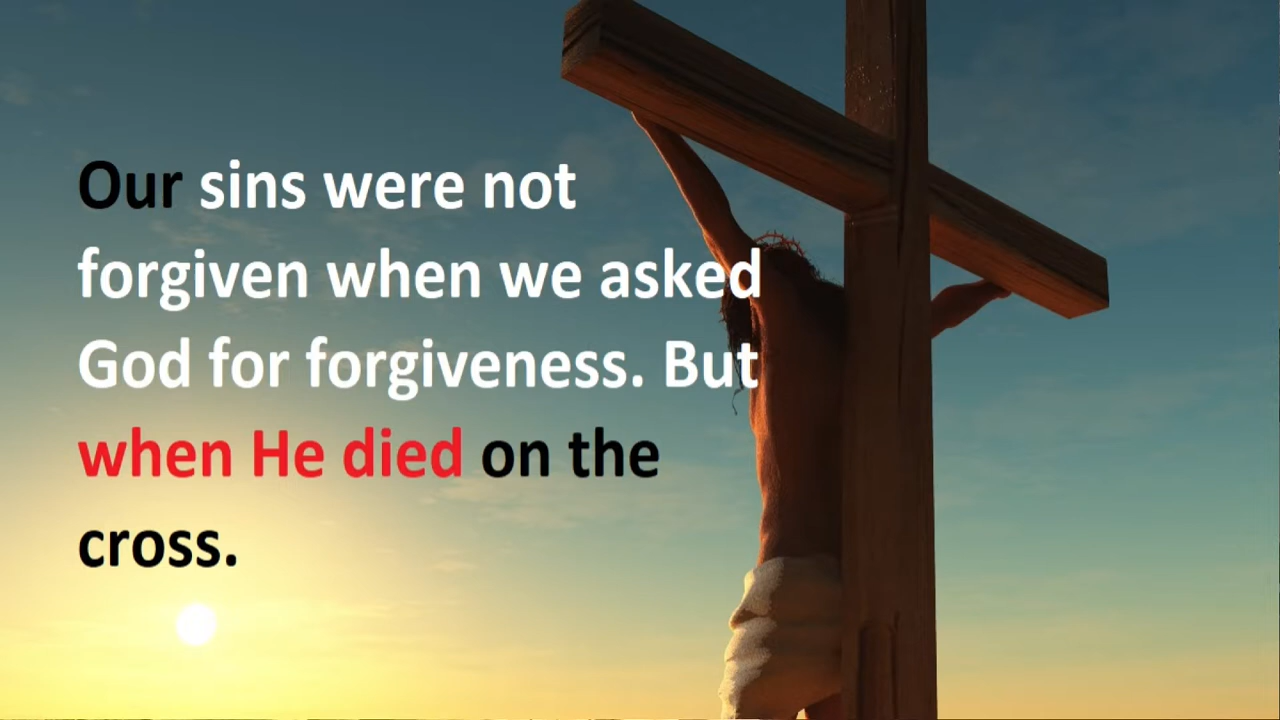 Our sins were not
forgiven when we asked
God for forgiveness. But
when He died on the
cross.